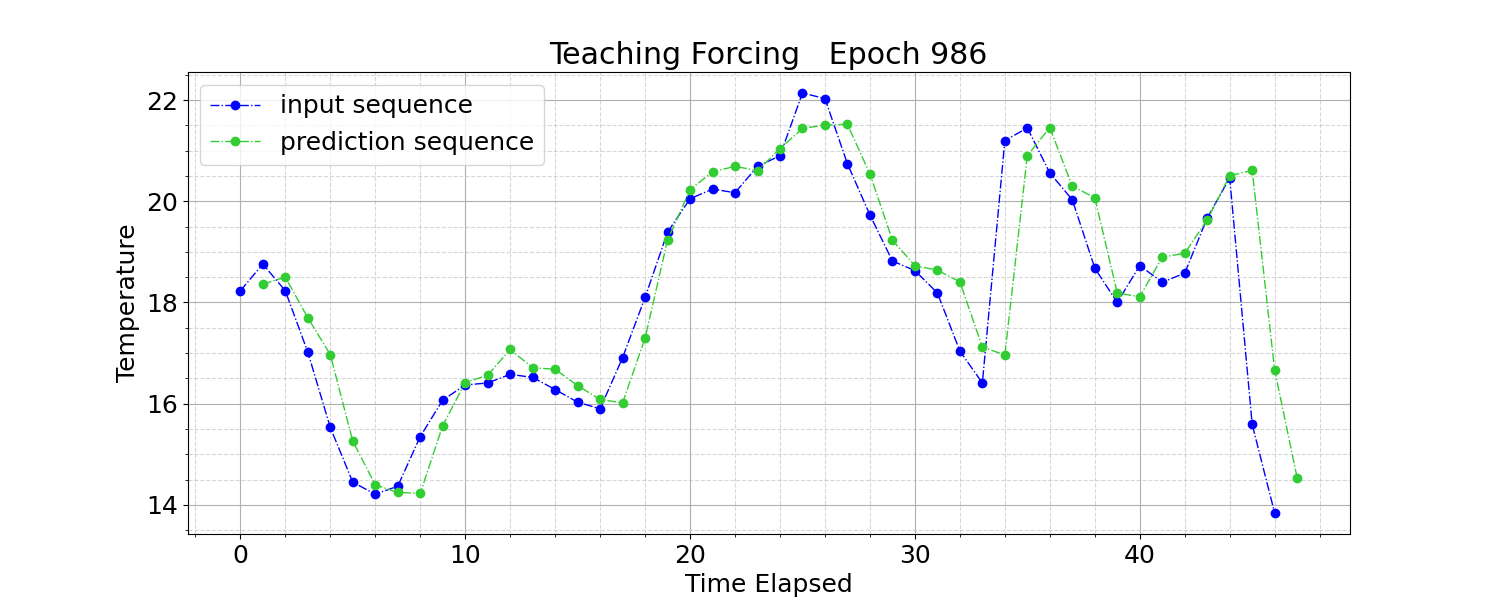 Teaching Forcing   Epoch 986
input sequence
prediction sequence
22
20
18
16
14
Temperature
0 10 20 30 40
Time Elapsed